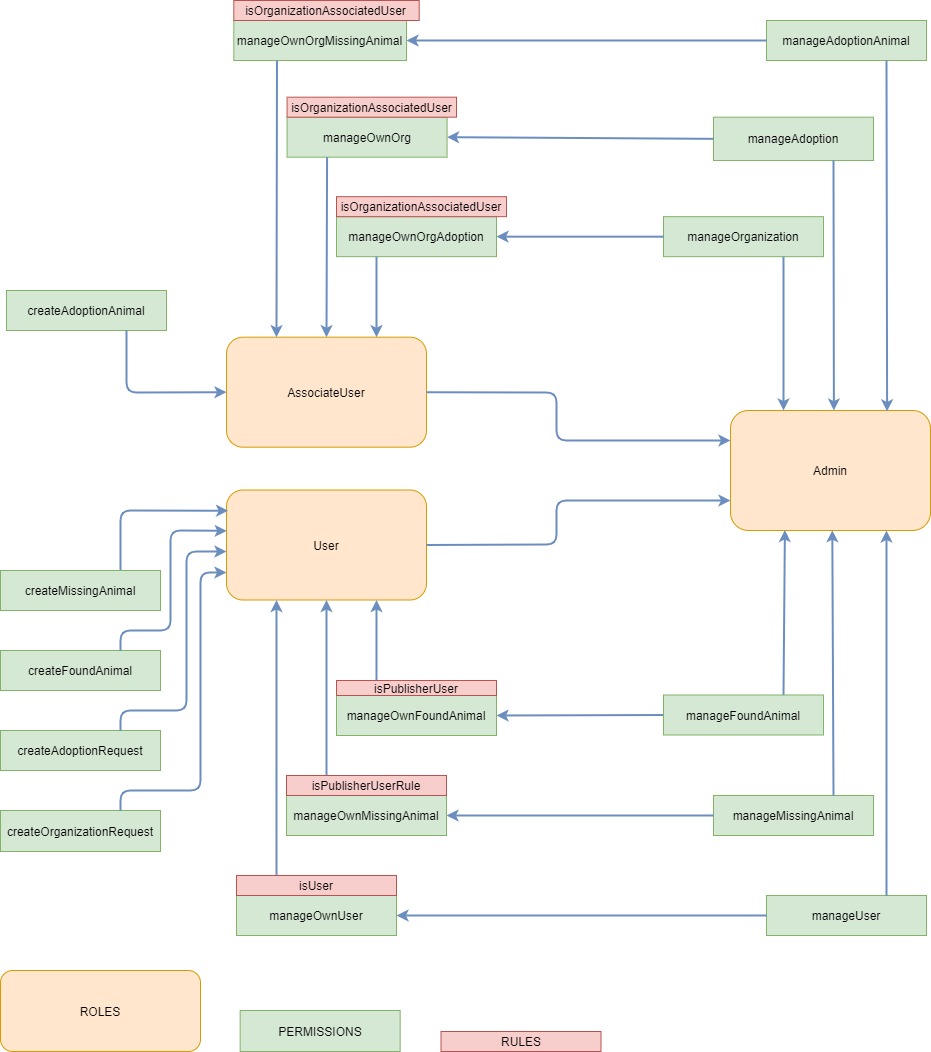 isOrganizationAssociatedUser
manageOwnOrgMissingAnimal
manageAdoptionAnimal
isOrganizationAssociatedUser
manageOwnOrg
manageAdoption
isOrganizationAssociatedUser
manageOwnOrgAdoption
manageOrganization
createAdoptionAnimal
AssociateUser
Admin
User
createMissingAnimal
createFoundAnimal
isPublisherUser
manageOwnFoundAnimal
manageFoundAnimal
createAdoptionRequest
isPublisherUserRule
manageOwnMissingAnimal
manageMissingAnimal
createOrganizationRequest
isUser
manageOwnUser
manageUser
ROLES
PERMISSIONS
RULES